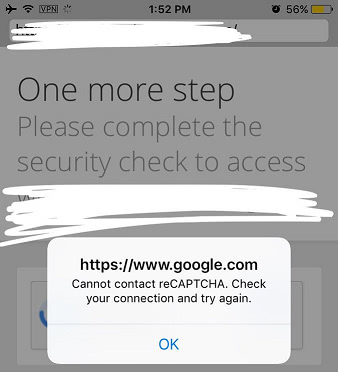 VPN 1:52 PM 56%
One more step
Please complete the
security check to access
https://www.google.com
Cannot contact reCAPTCHA. Check
your connection and try again.
OK